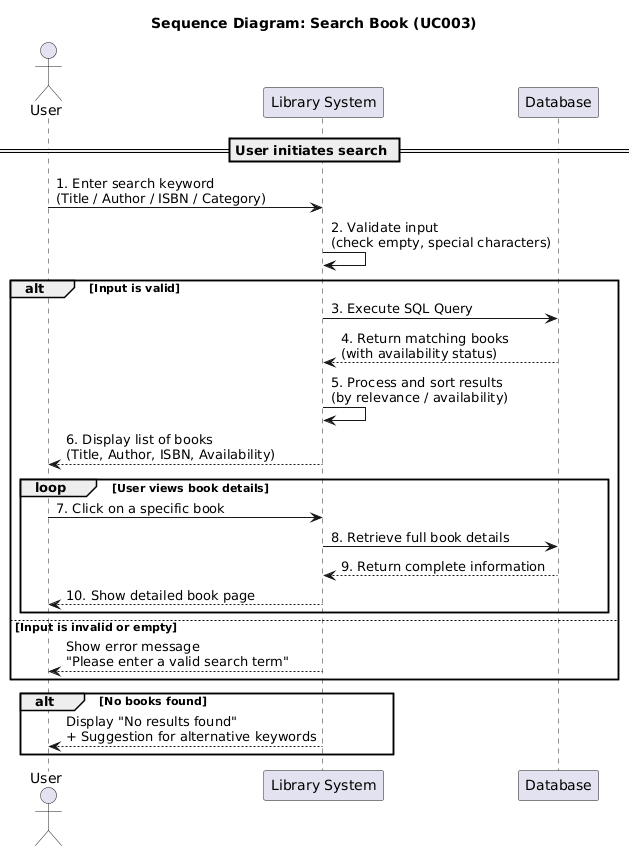 Sequence Diagram: Search Book (UC003)
User
Library System
Database
User initiates search
1. Enter search keyword
(Title / Author / ISBN / Category)
2. Validate input
(check empty, special characters)
alt
[Input is valid]
3. Execute SQL Query
4. Return matching books
(with availability status)
5. Process and sort results
(by relevance / availability)
6. Display list of books
(Title, Author, ISBN, Availability)
loop
[User views book details]
7. Click on a specific book
8. Retrieve full book details
9. Return complete information
10. Show detailed book page
[Input is invalid or empty]
Show error message
"Please enter a valid search term"
alt
[No books found]
Display "No results found"
+ Suggestion for alternative keywords
User
Library System
Database